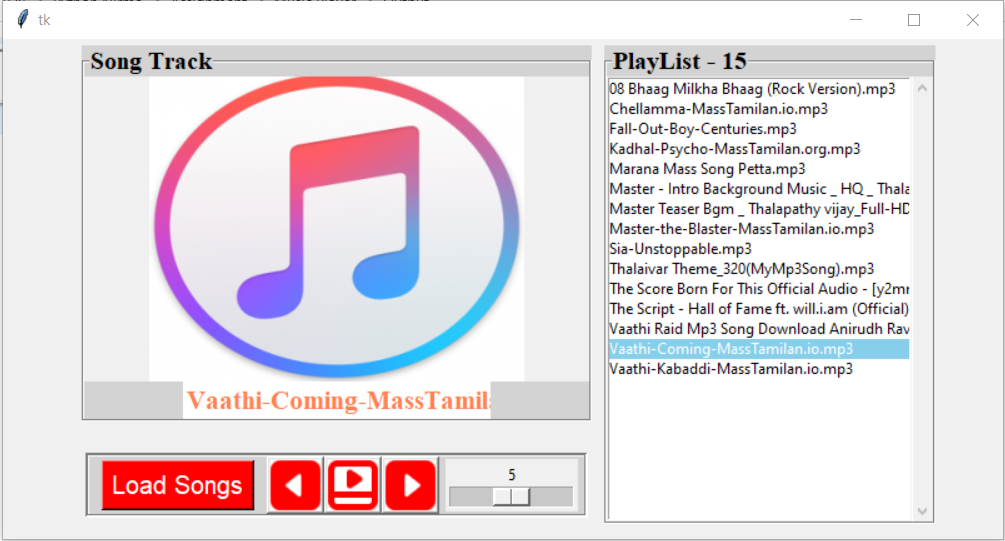 tk
Song Track
Vaathi-Coming-MassTamil
Load Songs
5
PlayList - 15
08 Bhaag Milkha Bhaag (Rock Version).mp3
Chellamma-MassTamilan.io.mp3
Fall-Out-Boy-Centuries.mp3
Kadhal-Psycho-MassTamilan.org.mp3
Marana Mass Song Petta.mp3
Master - Intro Background Music _ HQ _ Thala
Master Teaser Bgm _ Thalapathy vijay_Full-HD
Master-the-Blaster-MassTamilan.io.mp3
Sia-Unstoppable.mp3
Thalaivar Theme_320(MyMp3Song).mp3
The Score Born For This Official Audio - [y2m
The Script - Hall of Fame ft. will.i.am (Official)
Vaathi Raid Mp3 Song Download Anirudh Rav
Vaathi-Coming-MassTamilan.io.mp3
Vaathi-Kabaddi-MassTamilan.io.mp3